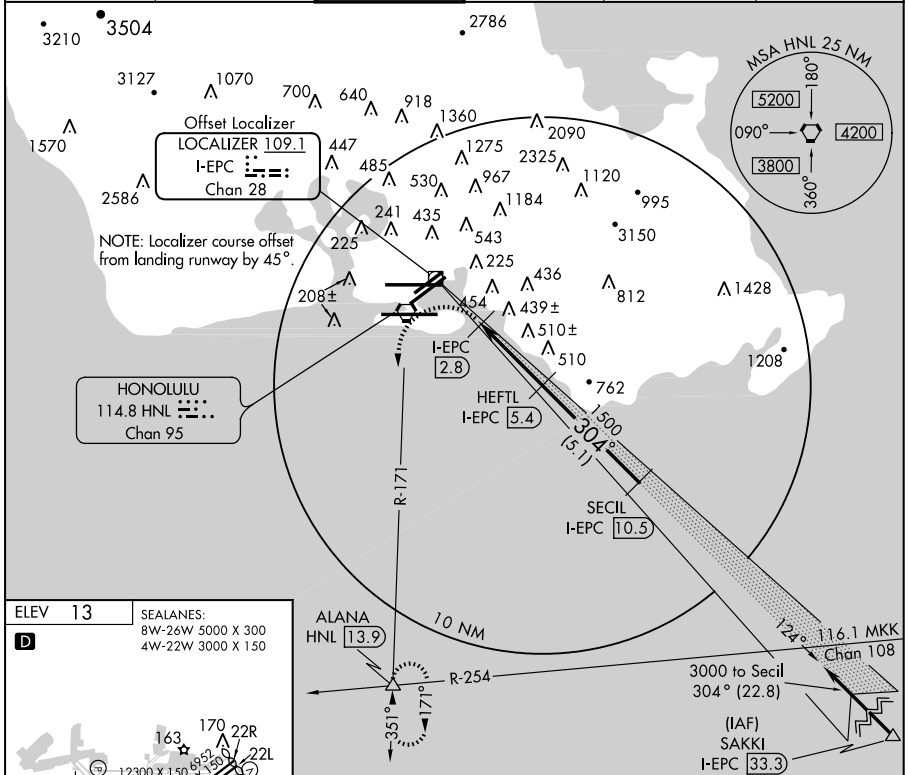 3210
3504
2786
3127
1070
700
640
918
1360
1570
2090
MSA HNL 25 NM
180°
5200
090°
4200
3800
360°
Offset Localizer
LOCALIZER 109.1
I-EPC
Chan 28
2586
447
485
1275
2325
530
967
1120
995
1184
225
241
435
543
3150
NOTE: Localizer course offset
from landing runway by 45°.
208±
225
436
812
1428
454
439±
510±
510
1208
762
I-EPC
2.8
HONOLULU
114.8 HNL
Chan 95
HEFTL
I-EPC 5.4
1500
304°
(5.1)
R-171
SECIL
I-EPC 10.5
ELEV 13
D
SEALANES:
8W-26W 5000 X 300
4W-22W 3000 X 150
ALANA
HNL 13.9
10 NM
124°
116.1 MKK
Chan 108
R-254
3000 to Secil
304° (22.8)
351°
171°
(IAF)
SAKKI
I-EPC 33.3
163
170
22R
22L
6952
150
12300 X 150
P